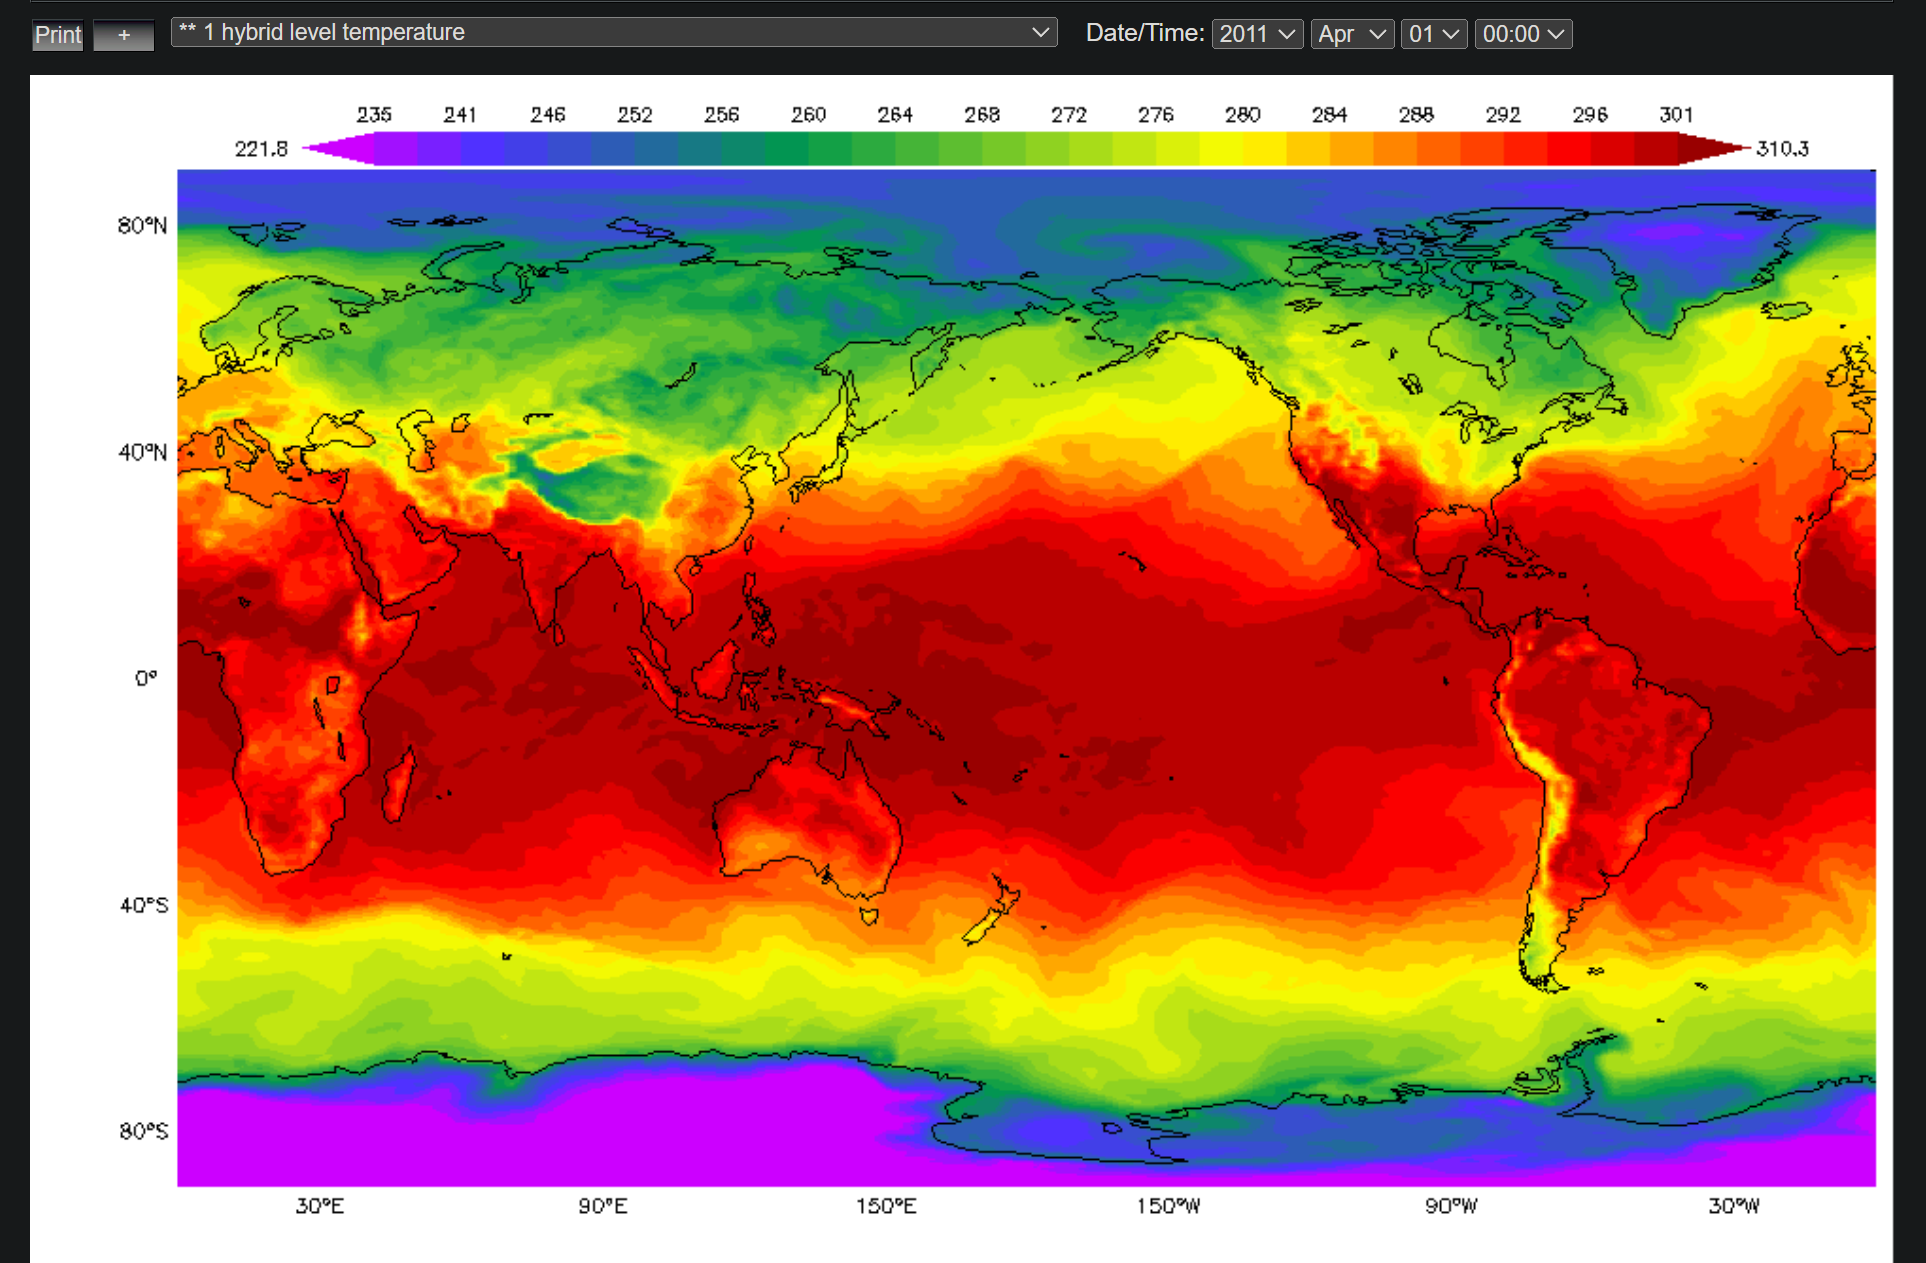 Print + ** 1 hybrid level temperature Date/Time: 2011 Apr 01 00:00
235 241 246 252 256 260 264 268 272 276 280 284 288 292 296 301
221.8 310.3
80°N
40°N
0°
40°S
80°S
30°E 90°E 150°E 150°W 90°W 30°W